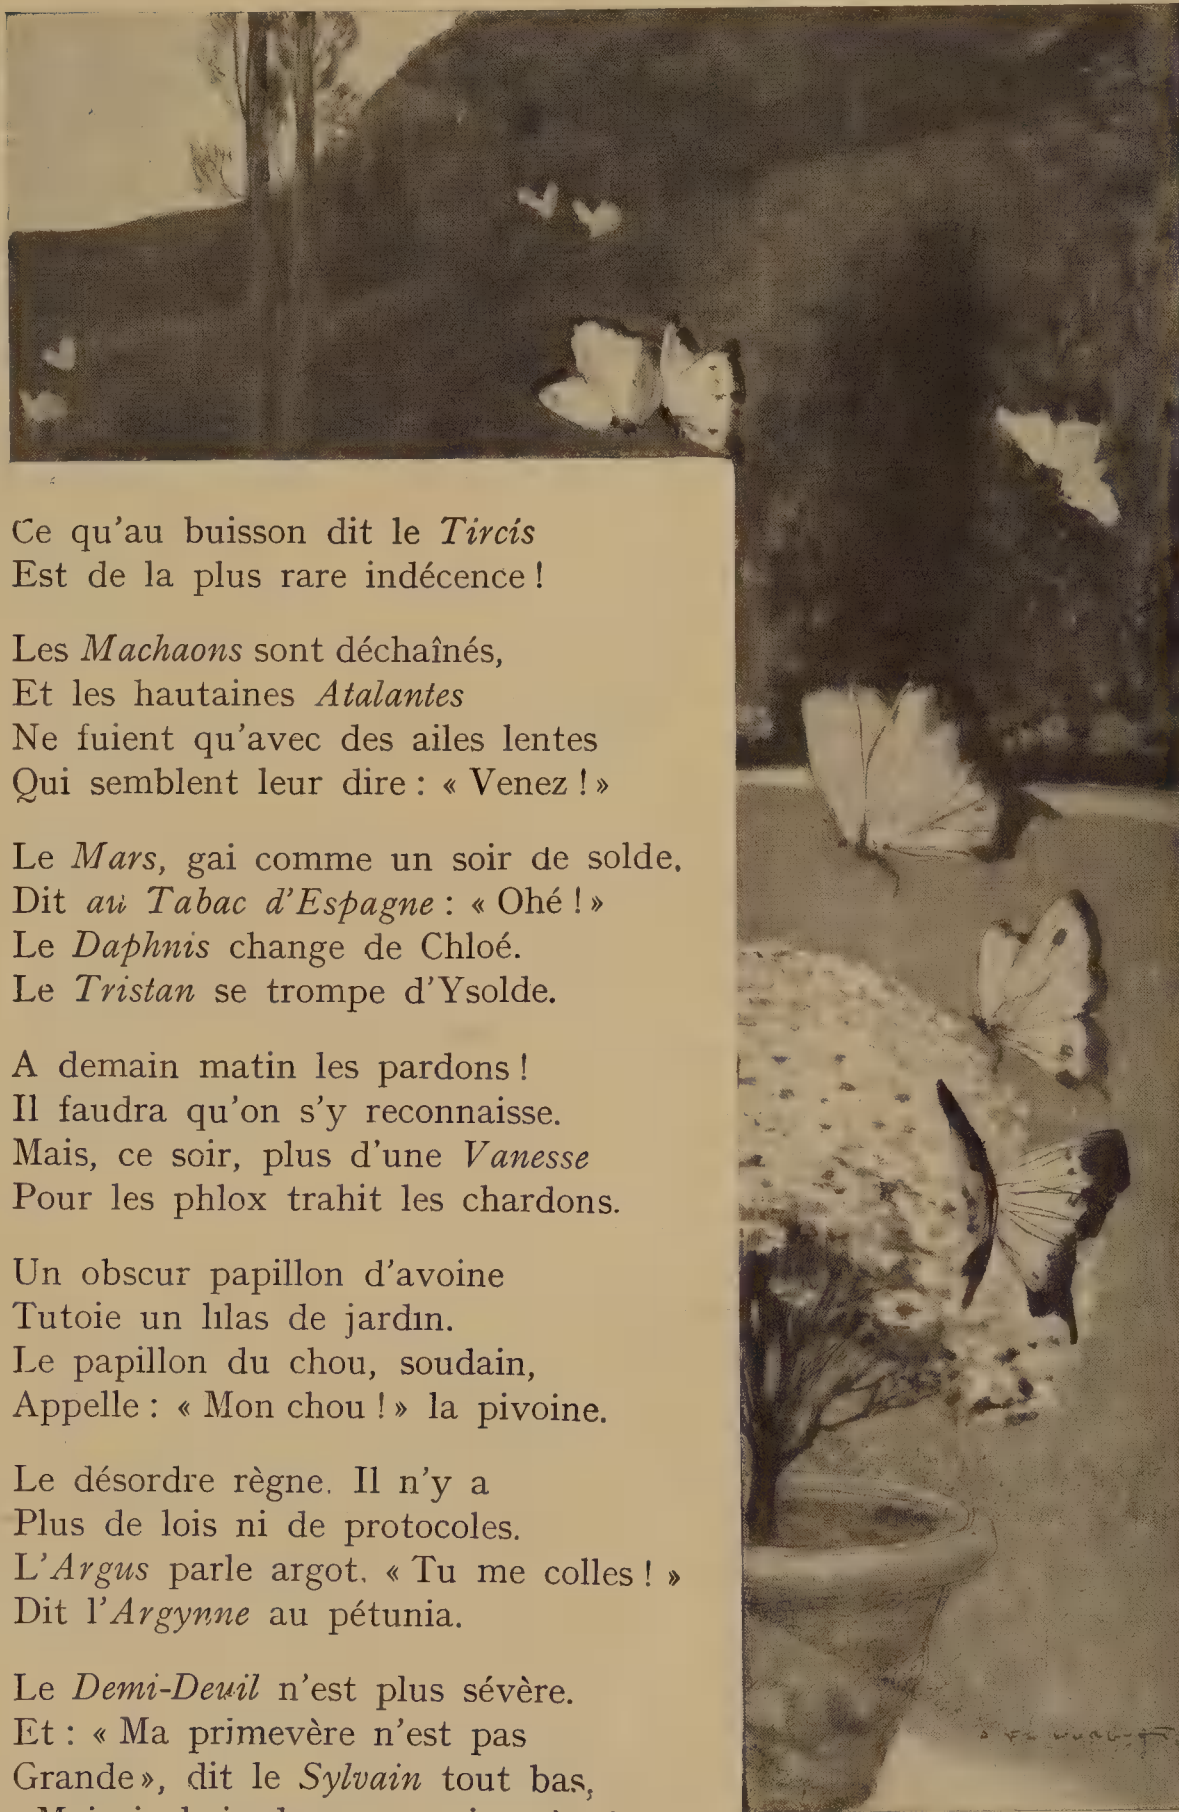 Ce qu'au buisson dit le Tircis
Est de la plus rare indécence !
Les Machaons sont déchaînés,
Et les hautaines Atalantes
Ne fuient qu'avec des ailes lentes
Qui semblent leur dire : « Venez ! »
Le Mars, gai comme un soir de solde,
Dit au Tabac d'Espagne : « Ohé ! »
Le Daphnis change de Chloé.
Le Tristan se trompe d'Ysolde.
A demain matin les pardons !
Il faudra qu'on s'y reconnaisse.
Mais, ce soir, plus d'une Vanesse
Pour les phlox trahit les chardons.
Un obscur papillon d'avoine
Tutoie un lilas de jardin.
Le papillon du chou, soudain,
Appelle : « Mon chou ! » la pivoine.
Le désordre règne. Il n'y a
Plus de lois ni de protocoles.
L'Argus parle argot. « Tu me colles ! »
Dit l'Argynne au pétunia.
Le Demi-Deuil n'est plus sévère.
Et : « Ma primevère n'est pas
Grande », dit le Sylvain tout bas,